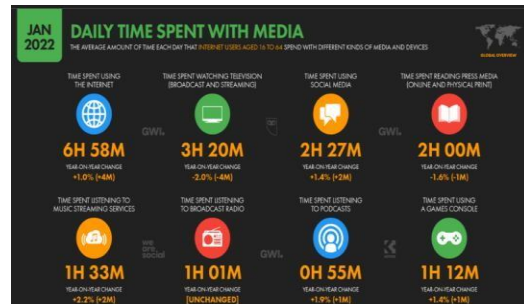 JAN
2022
DAILY TIME SPENT WITH MEDIA
THE AVERAGE AMOUNT OF TIME EACH DAY THAT INTERNET USERS AGED 16 TO 64 SPEND WITH DIFFERENT KINDS OF MEDIA AND DEVICES
GLOBAL OVERVIEW
TIME SPENT USING
THE INTERNET
6H 58M
YEAR-ON-YEAR CHANGE
+1.0% (+4M)
TIME SPENT WATCHING TELEVISION
(BROADCAST AND STREAMING)
3H 20M
YEAR-ON-YEAR CHANGE
-2.0% (-4M)
TIME SPENT USING
SOCIAL MEDIA
2H 27M
YEAR-ON-YEAR CHANGE
+1.4% (+2M)
TIME SPENT READING PRESS MEDIA
(ONLINE AND PHYSICAL PRINT)
2H 00M
YEAR-ON-YEAR CHANGE
-1.6% (-1M)
GWI.
GWI.
TIME SPENT LISTENING TO
MUSIC STREAMING SERVICES
1H 33M
YEAR-ON-YEAR CHANGE
+2.2% (+2M)
TIME SPENT LISTENING
TO BROADCAST RADIO
1H 01M
YEAR-ON-YEAR CHANGE
[UNCHANGED]
TIME SPENT LISTENING
TO PODCASTS
0H 55M
YEAR-ON-YEAR CHANGE
+1.9% (+1M)
TIME SPENT USING
A GAMES CONSOLE
1H 12M
YEAR-ON-YEAR CHANGE
+1.4% (+1M)
we
are
social
GWI.